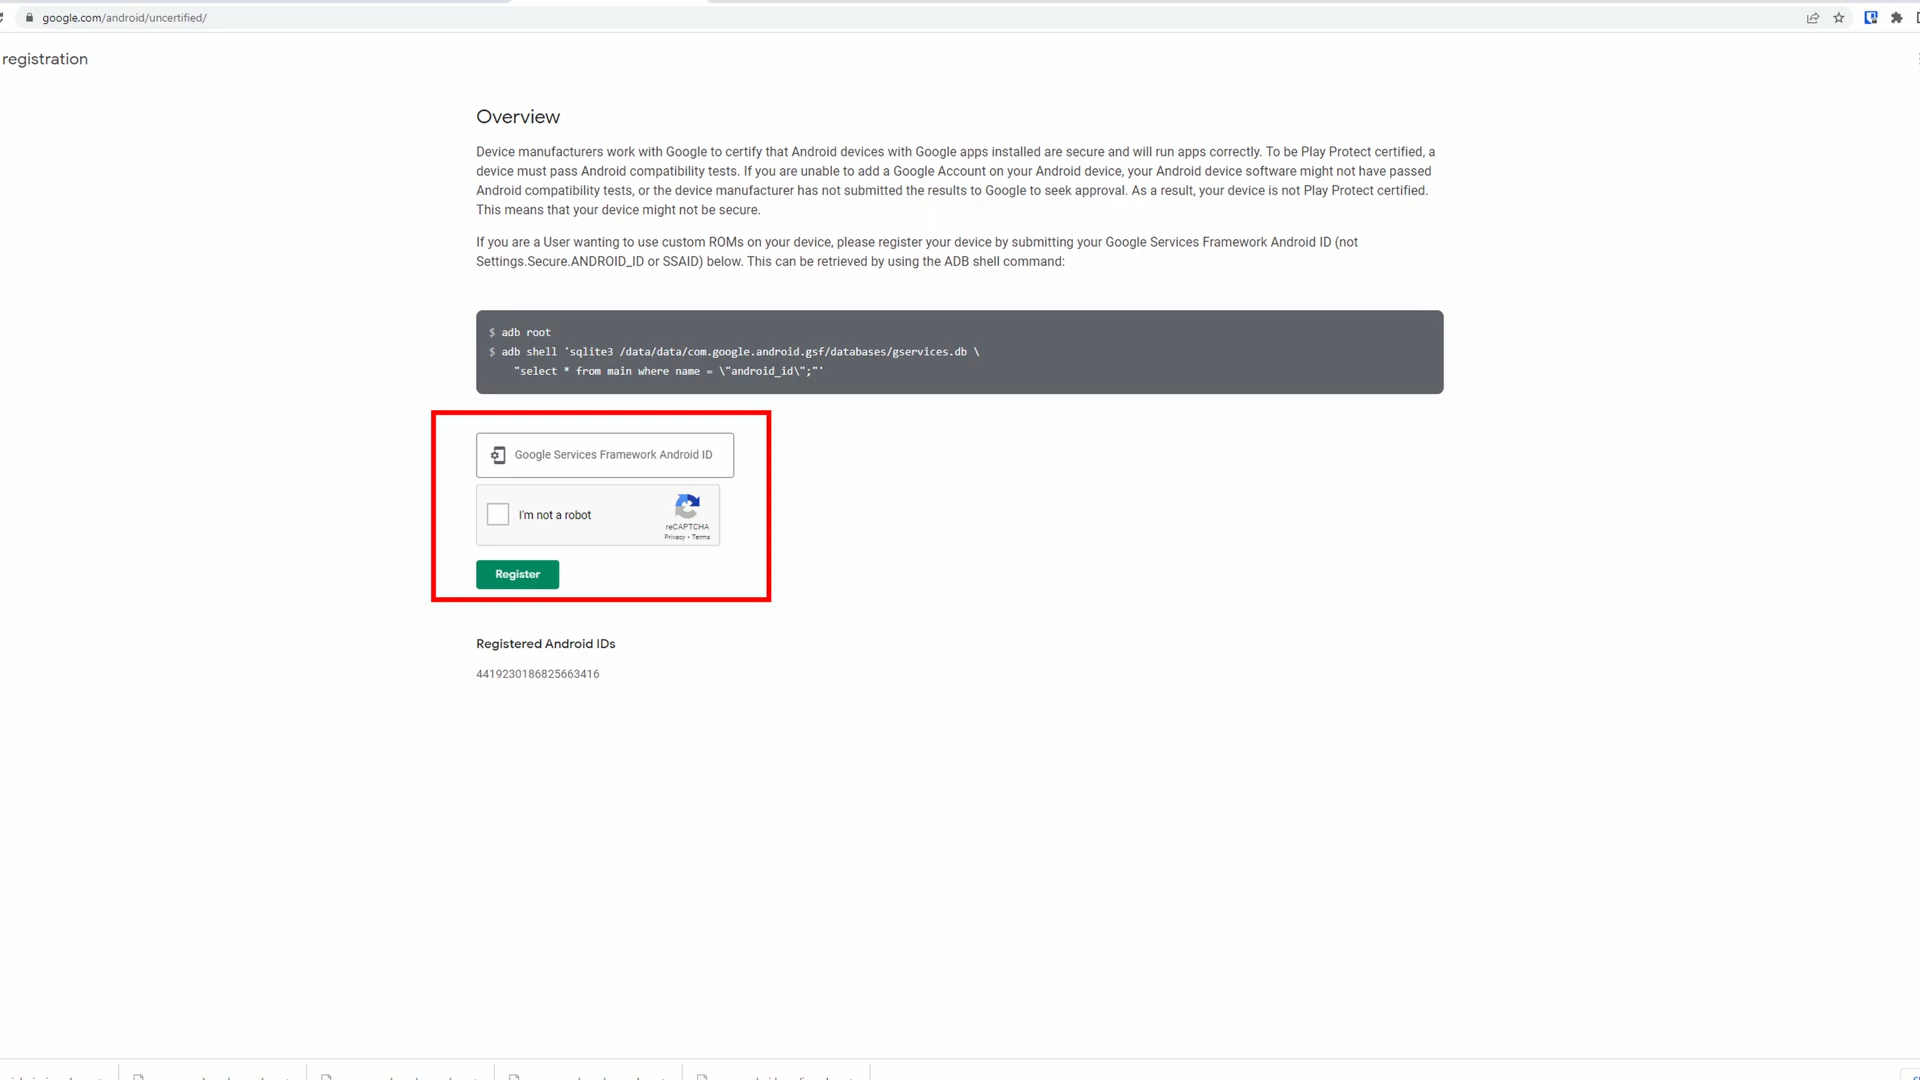 google.com/android/uncertified/
registration
Overview
Device manufacturers work with Google to certify that Android devices with Google apps installed are secure and will run apps correctly. To be Play Protect certified, a
device must pass Android compatibility tests. If you are unable to add a Google Account on your Android device, your Android device software might not have passed
Android compatibility tests, or the device manufacturer has not submitted the results to Google to seek approval. As a result, your device is not Play Protect certified.
This means that your device might not be secure.
If you are a User wanting to use custom ROMs on your device, please register your device by submitting your Google Services Framework Android ID (not
Settings.Secure.ANDROID_ID or SSAID) below. This can be retrieved by using the ADB shell command:
$ adb root
$ adb shell 'sqlite3 /data/data/com.google.android.gsf/databases/gservices.db \
"select * from main where name = \"android_id\";"'
Google Services Framework Android ID
I'm not a robot
reCAPTCHA
Privacy - Terms
Register
Registered Android IDs
4419230186825663416